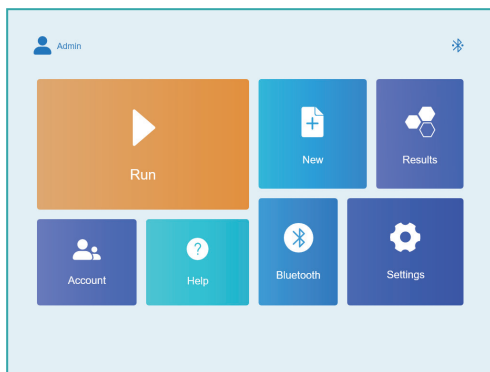 Admin
Run
New
Results
Account
Help
Bluetooth
Settings